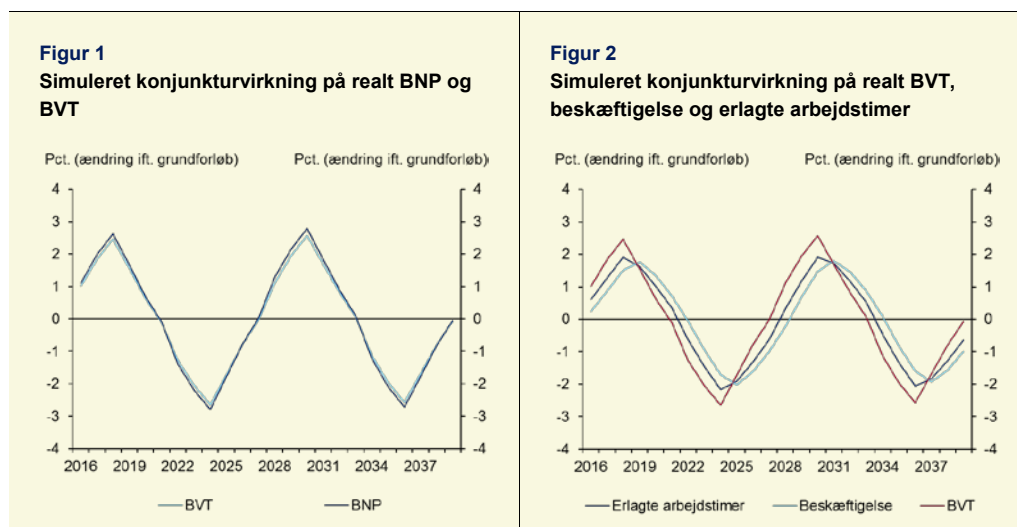 Figur 1
Simuleret konjunkturvirkning på realt BNP og
BVT
Pct. (ændring ift. grundforløb) Pct. (ændring ift. grundforløb)
4 4
3 3
2 2
1 1
0 0
-1 -1
-2 -2
-3 -3
-4 -4
2016 2019 2022 2025 2028 2031 2034 2037
BVT BNP
Figur 2
Simuleret konjunkturvirkning på realt BVT,
beskæftigelse og erlagte arbejdstimer
Pct. (ændring ift. grundforløb) Pct. (ændring ift. grundforløb)
4 4
3 3
2 2
1 1
0 0
-1 -1
-2 -2
-3 -3
-4 -4
2016 2019 2022 2025 2028 2031 2034 2037
Erlagte arbejdstimer Beskæftigelse BVT